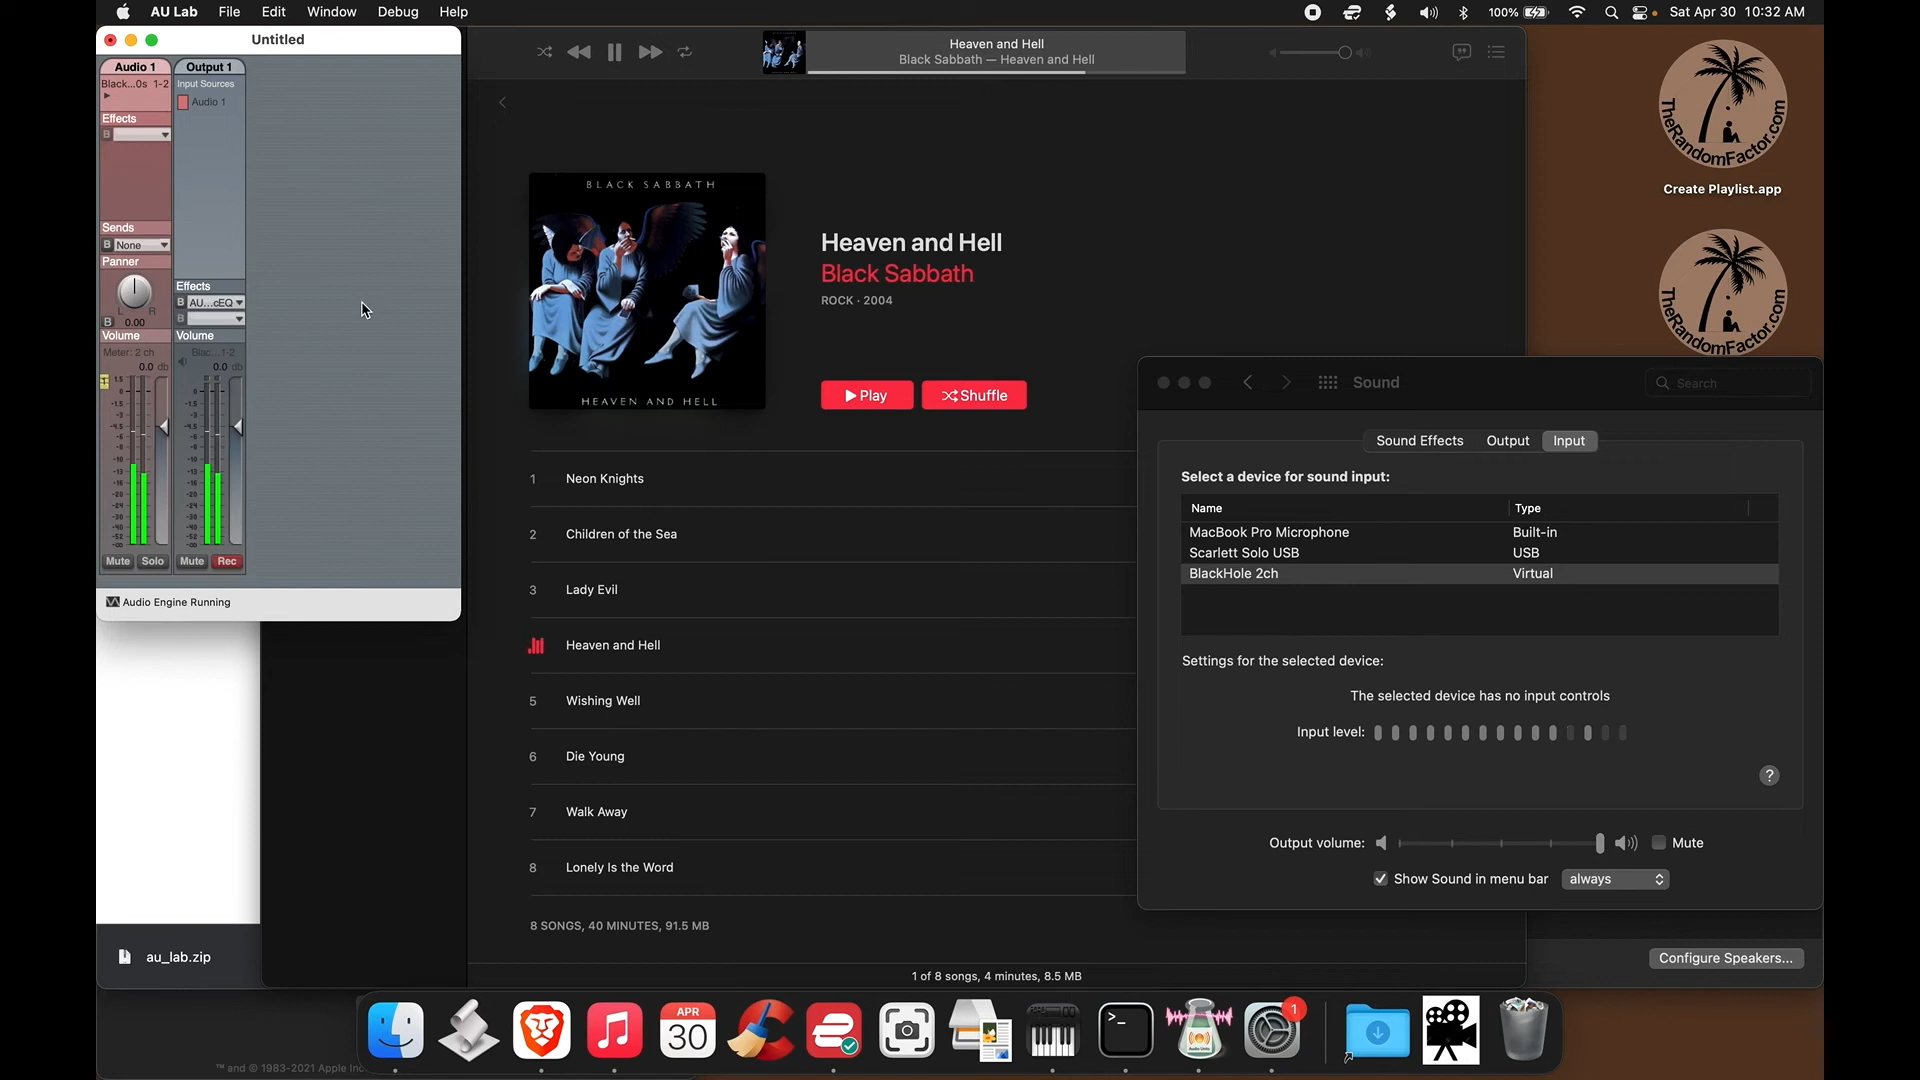 AU Lab File Edit Window Debug Help
100% Sat Apr 30 10:32 AM
Untitled
Audio 1 Output 1
Black...0s 1-2
Input Sources
Audio 1
Effects
B
Sends
B None
Panner
L R
B 0.00
Effects
B AU...cEQ
B
Volume Volume
Meter: 2 ch Blac...1-2
0.0 db 0.0 db
Mute Solo Mute Rec
Audio Engine Running
au_lab.zip
™ and © 1983-2021 Apple Inc.
Heaven and Hell
Black Sabbath — Heaven and Hell
BLACK SABBATH
HEAVEN AND HELL
Heaven and Hell
Black Sabbath
ROCK · 2004
Play Shuffle
1 Neon Knights
2 Children of the Sea
3 Lady Evil
Heaven and Hell
5 Wishing Well
6 Die Young
7 Walk Away
8 Lonely Is the Word
8 SONGS, 40 MINUTES, 91.5 MB
1 of 8 songs, 4 minutes, 8.5 MB
TheRandomFactor.com
Create Playlist.app
TheRandomFactor.com
Sound
Search
Sound Effects Output Input
Select a device for sound input:
Name Type
MacBook Pro Microphone Built-in
Scarlett Solo USB USB
BlackHole 2ch Virtual
Settings for the selected device:
The selected device has no input controls
Input level:
?
Output volume: Mute
Show Sound in menu bar always
Configure Speakers...
APR
30
>_
Audio Units
1